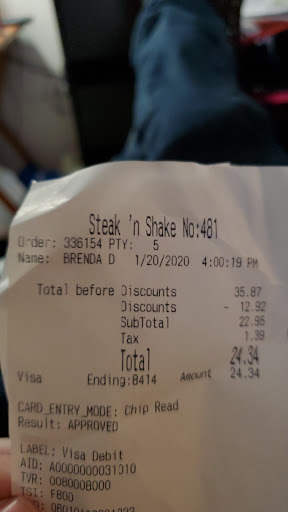 Steak 'n Shake No:481
Order: 336154 PTY: 5
Name: BRENDA D 1/20/2020 4:00:19 PM
Total before Discounts 35.87
Discounts - 12.92
SubTotal 22.95
Tax 1.39
Total 24.34
Visa Ending:8414 Amount 24.34
CARD_ENTRY_MODE: Chip Read
Result: APPROVED
LABEL: Visa Debit
AID: A0000000031010
TVR: 0080008000
TSI: F800